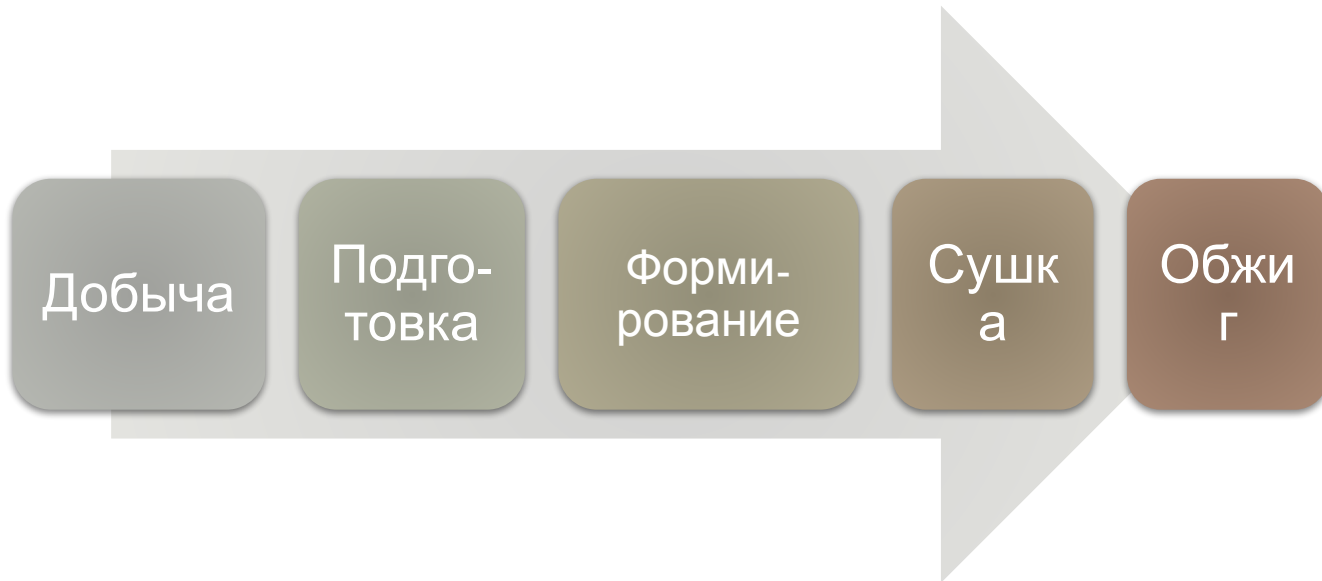 Добыча
Подго-
товка
Форми-
рование
Сушк
а
Обжи
г